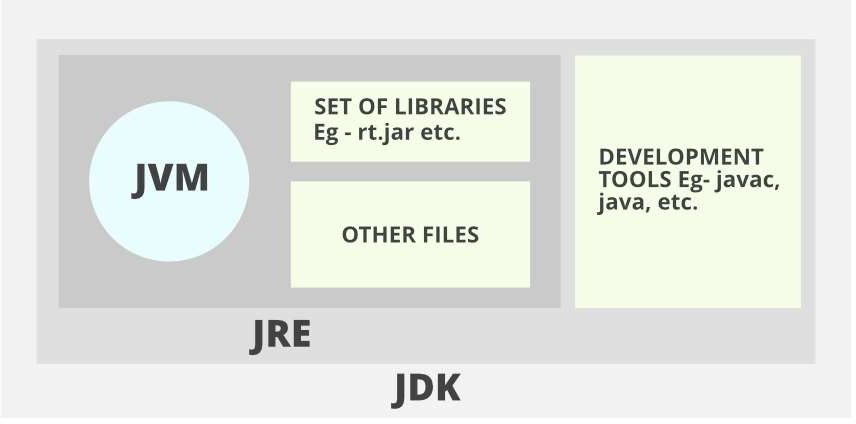 JVM
SET OF LIBRARIES
Eg - rt.jar etc.
OTHER FILES
DEVELOPMENT
TOOLS Eg- javac,
java, etc.
JRE
JDK